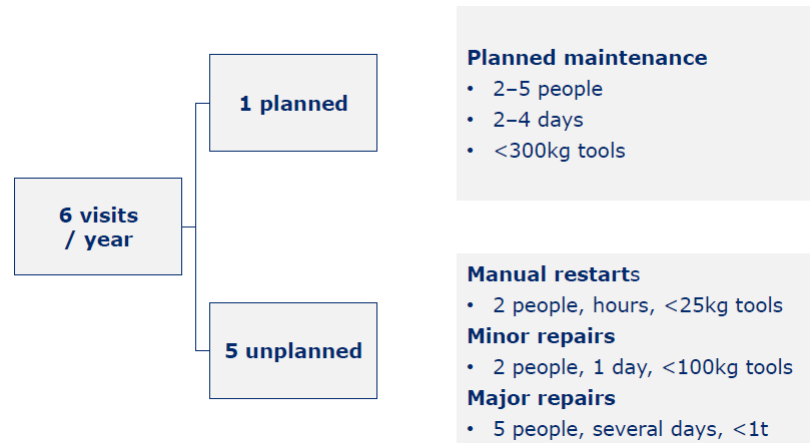 6 visits
/ year
1 planned
5 unplanned
Planned maintenance
• 2–5 people
• 2–4 days
• <300kg tools
Manual restarts
• 2 people, hours, <25kg tools
Minor repairs
• 2 people, 1 day, <100kg tools
Major repairs
• 5 people, several days, <1t